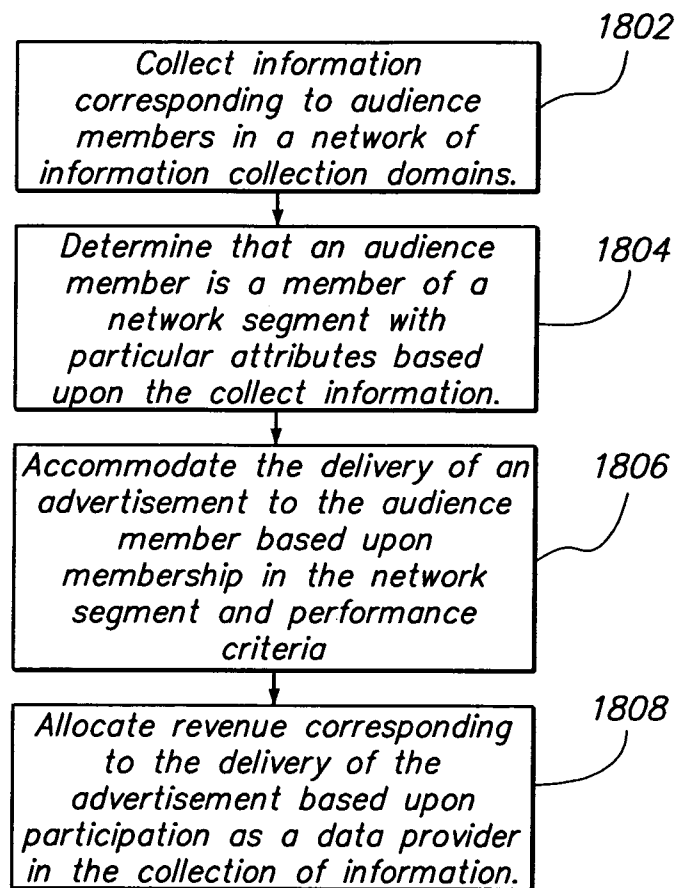 1802
Collect information
corresponding to audience
members in a network of
information collection domains.
1804
Determine that an audience
member is a member of a
network segment with
particular attributes based
upon the collect information.
1806
Accommodate the delivery of an
advertisement to the audience
member based upon
membership in the network
segment and performance
criteria
1808
Allocate revenue corresponding
to the delivery of the
advertisement based upon
participation as a data provider
in the collection of information.